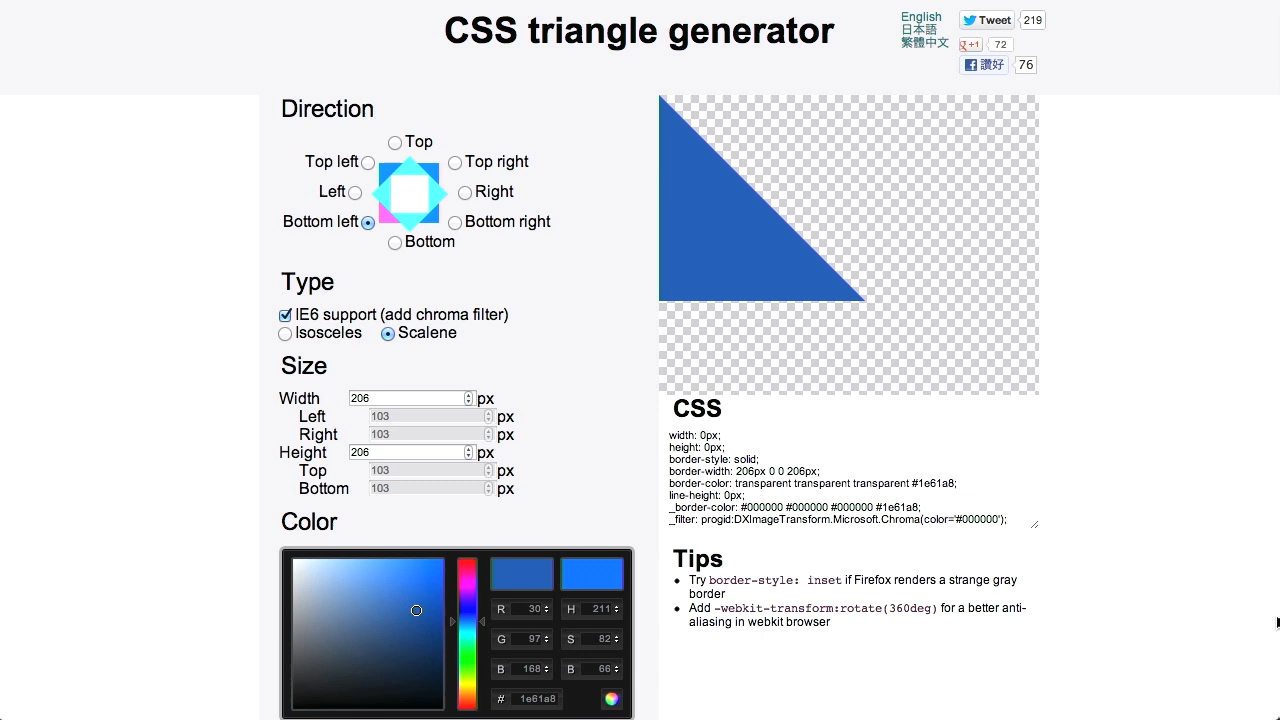 CSS triangle generator
English
日本語
繁體中文
Tweet 219
g +1 72
讚好 76
Direction
Top
Top left
Top right
Left
Right
Bottom left
Bottom right
Bottom
Type
IE6 support (add chroma filter)
Isosceles Scalene
Size
Width 206 px
Left 103 px
Right 103 px
Height 206 px
Top 103 px
Bottom 103 px
Color
R 30 H 211
G 97 S 82
B 168 B 66
# 1e61a8
CSS
width: 0px;
height: 0px;
border-style: solid;
border-width: 206px 0 0 206px;
border-color: transparent transparent transparent #1e61a8;
line-height: 0px;
_border-color: #000000 #000000 #000000 #1e61a8;
_filter: progid:DXImageTransform.Microsoft.Chroma(color='#000000');
Tips
Try border-style: inset if Firefox renders a strange gray
border
Add -webkit-transform:rotate(360deg) for a better anti-
aliasing in webkit browser